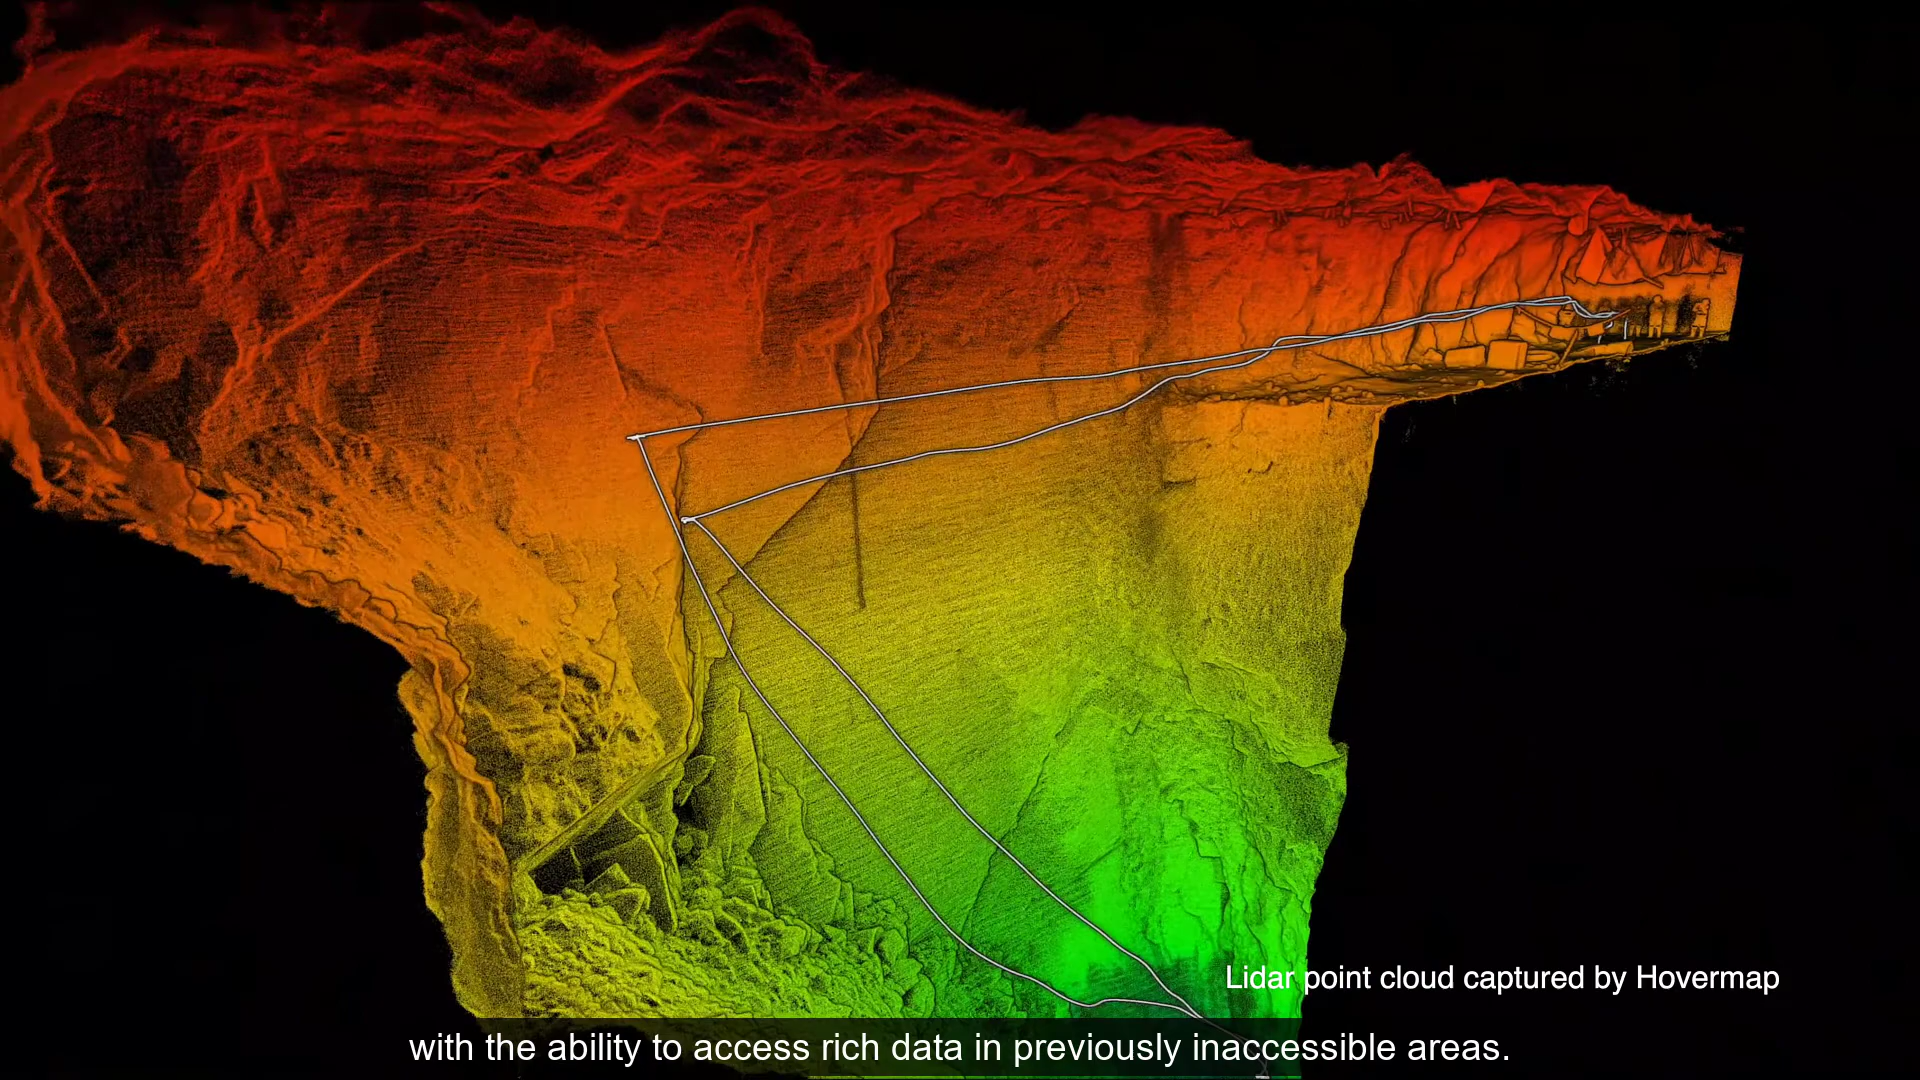 Lidar point cloud captured by Hovermap
with the ability to access rich data in previously inaccessible areas.